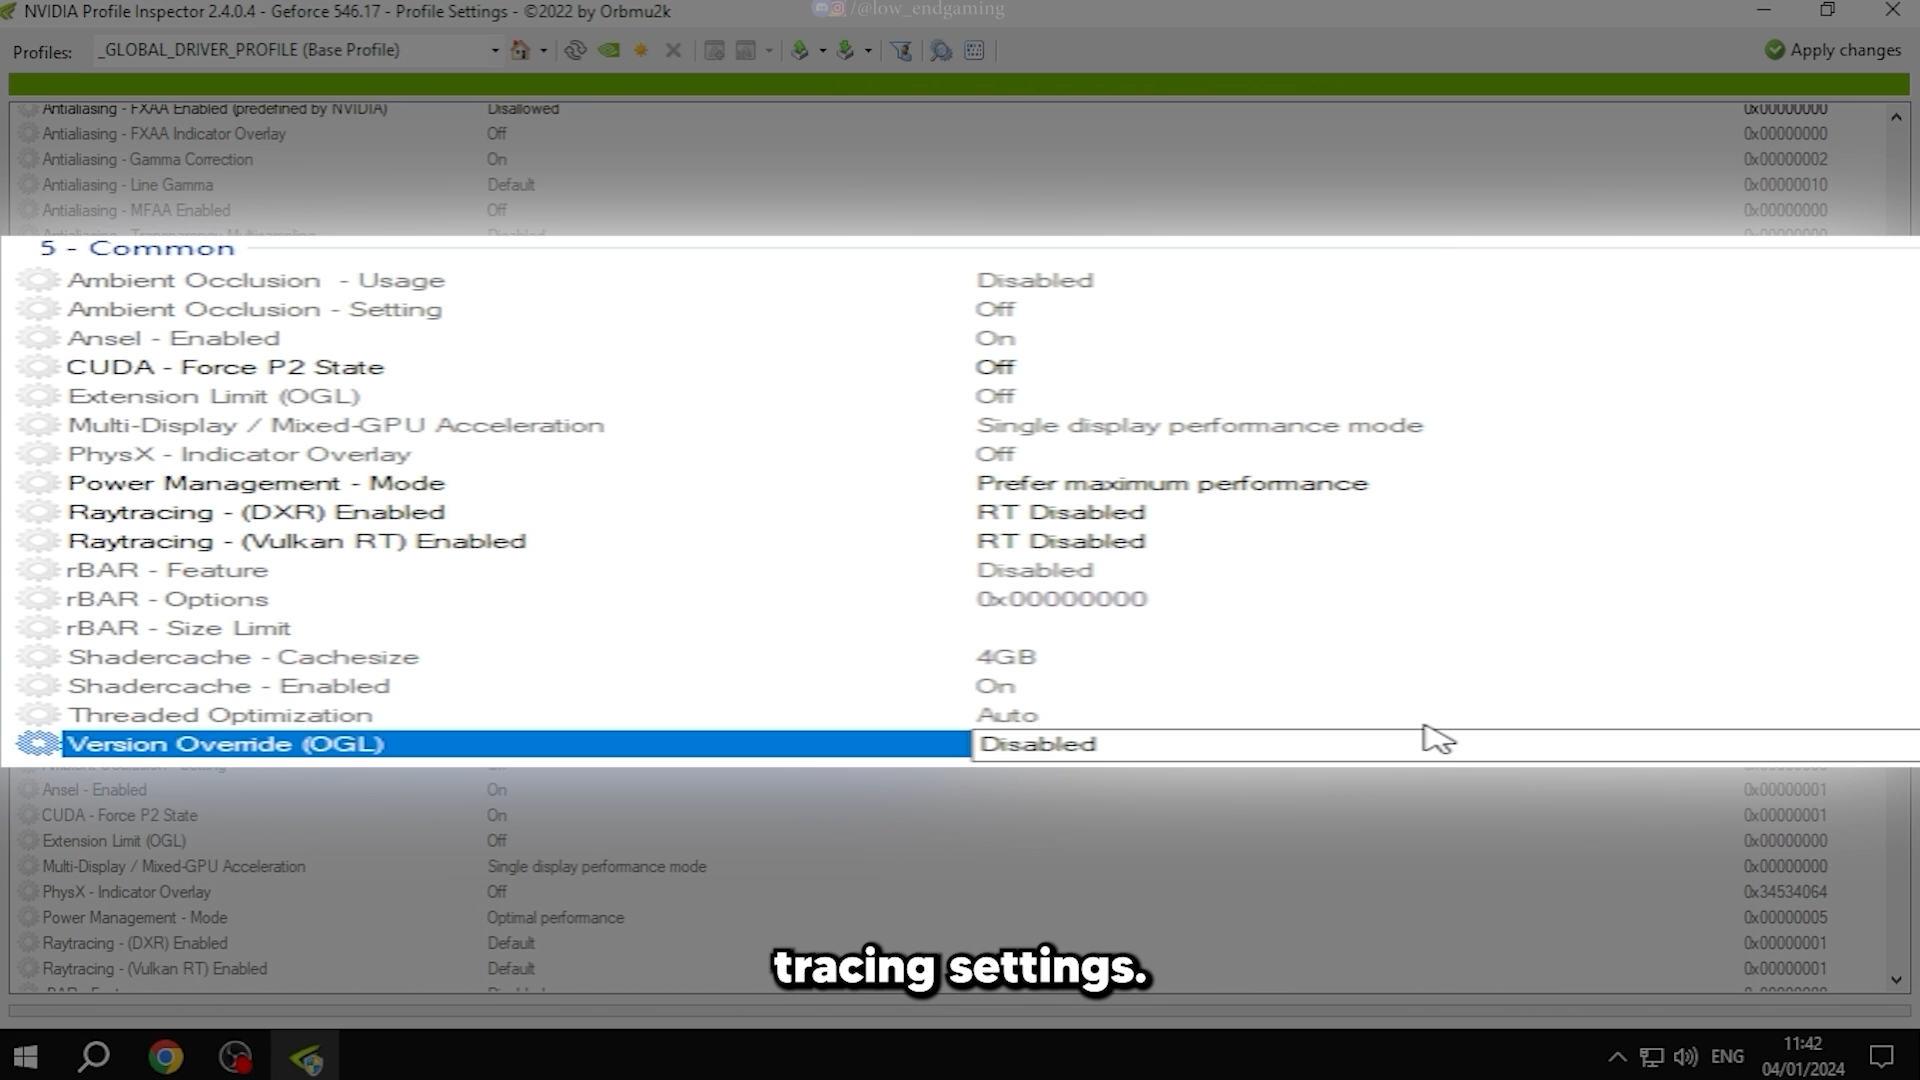 NVIDIA Profile Inspector 2.4.0.4 - Geforce 546.17 - Profile Settings - ©2022 by Orbmu2k
/@low_endgaming
Profiles: _GLOBAL_DRIVER_PROFILE (Base Profile) Apply changes
Antialiasing - FXAA Enabled (predefined by NVIDIA) Disallowed 0x00000000
Antialiasing - FXAA Indicator Overlay Off 0x00000000
Antialiasing - Gamma Correction On 0x00000002
Antialiasing - Line Gamma Default 0x00000010
Antialiasing - MFAA Enabled Off 0x00000000
5 - Common
Ambient Occlusion - Usage Disabled
Ambient Occlusion - Setting Off
Ansel - Enabled On
CUDA - Force P2 State Off
Extension Limit (OGL) Off
Multi-Display / Mixed-GPU Acceleration Single display performance mode
PhysX - Indicator Overlay Off
Power Management - Mode Prefer maximum performance
Raytracing - (DXR) Enabled RT Disabled
Raytracing - (Vulkan RT) Enabled RT Disabled
rBAR - Feature Disabled
rBAR - Options 0x00000000
rBAR - Size Limit
Shadercache - Cachesize 4GB
Shadercache - Enabled On
Threaded Optimization Auto
Version Override (OGL) Disabled
Ansel - Enabled On 0x00000001
CUDA - Force P2 State On 0x00000001
Extension Limit (OGL) Off 0x00000000
Multi-Display / Mixed-GPU Acceleration Single display performance mode 0x00000000
PhysX - Indicator Overlay Off 0x34534064
Power Management - Mode Optimal performance 0x00000005
Raytracing - (DXR) Enabled Default 0x00000001
Raytracing - (Vulkan RT) Enabled Default 0x00000001
tracing settings.
ENG 11:42
04/01/2024